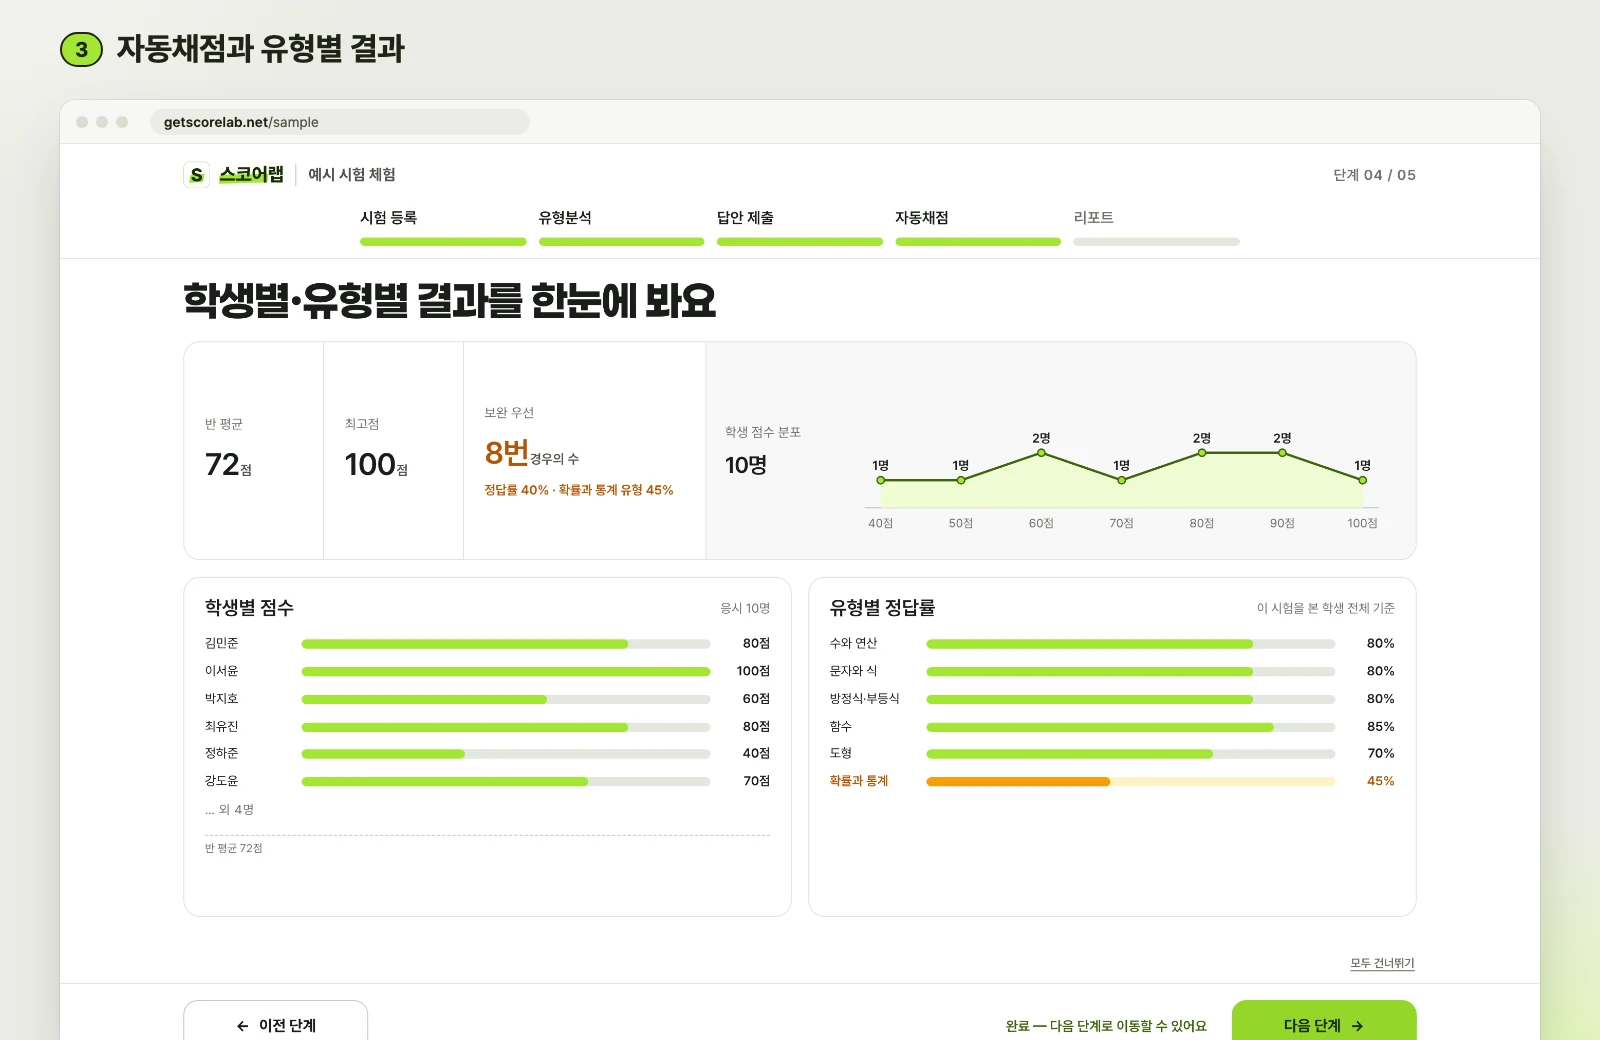 3 자동채점과 유형별 결과
getscorelab.net/sample
S 스코어랩 예시 시험 체험
단계 04 / 05
시험 등록
유형분석
답안 제출
자동채점
리포트
학생별·유형별 결과를 한눈에 봐요
반 평균
72점
최고점
100점
보완 우선
8번경우의 수
정답률 40% · 확률과 통계 유형 45%
학생 점수 분포
10명
1명 1명 2명 1명 2명 2명 1명
40점 50점 60점 70점 80점 90점 100점
학생별 점수 응시 10명
김민준 80점
이서윤 100점
박지호 60점
최유진 80점
정하준 40점
강도윤 70점
... 외 4명
반 평균 72점
유형별 정답률 이 시험을 본 학생 전체 기준
수와 연산 80%
문자와 식 80%
방정식·부등식 80%
함수 85%
도형 70%
확률과 통계 45%
모두 건너뛰기
← 이전 단계
완료 — 다음 단계로 이동할 수 있어요
다음 단계 →